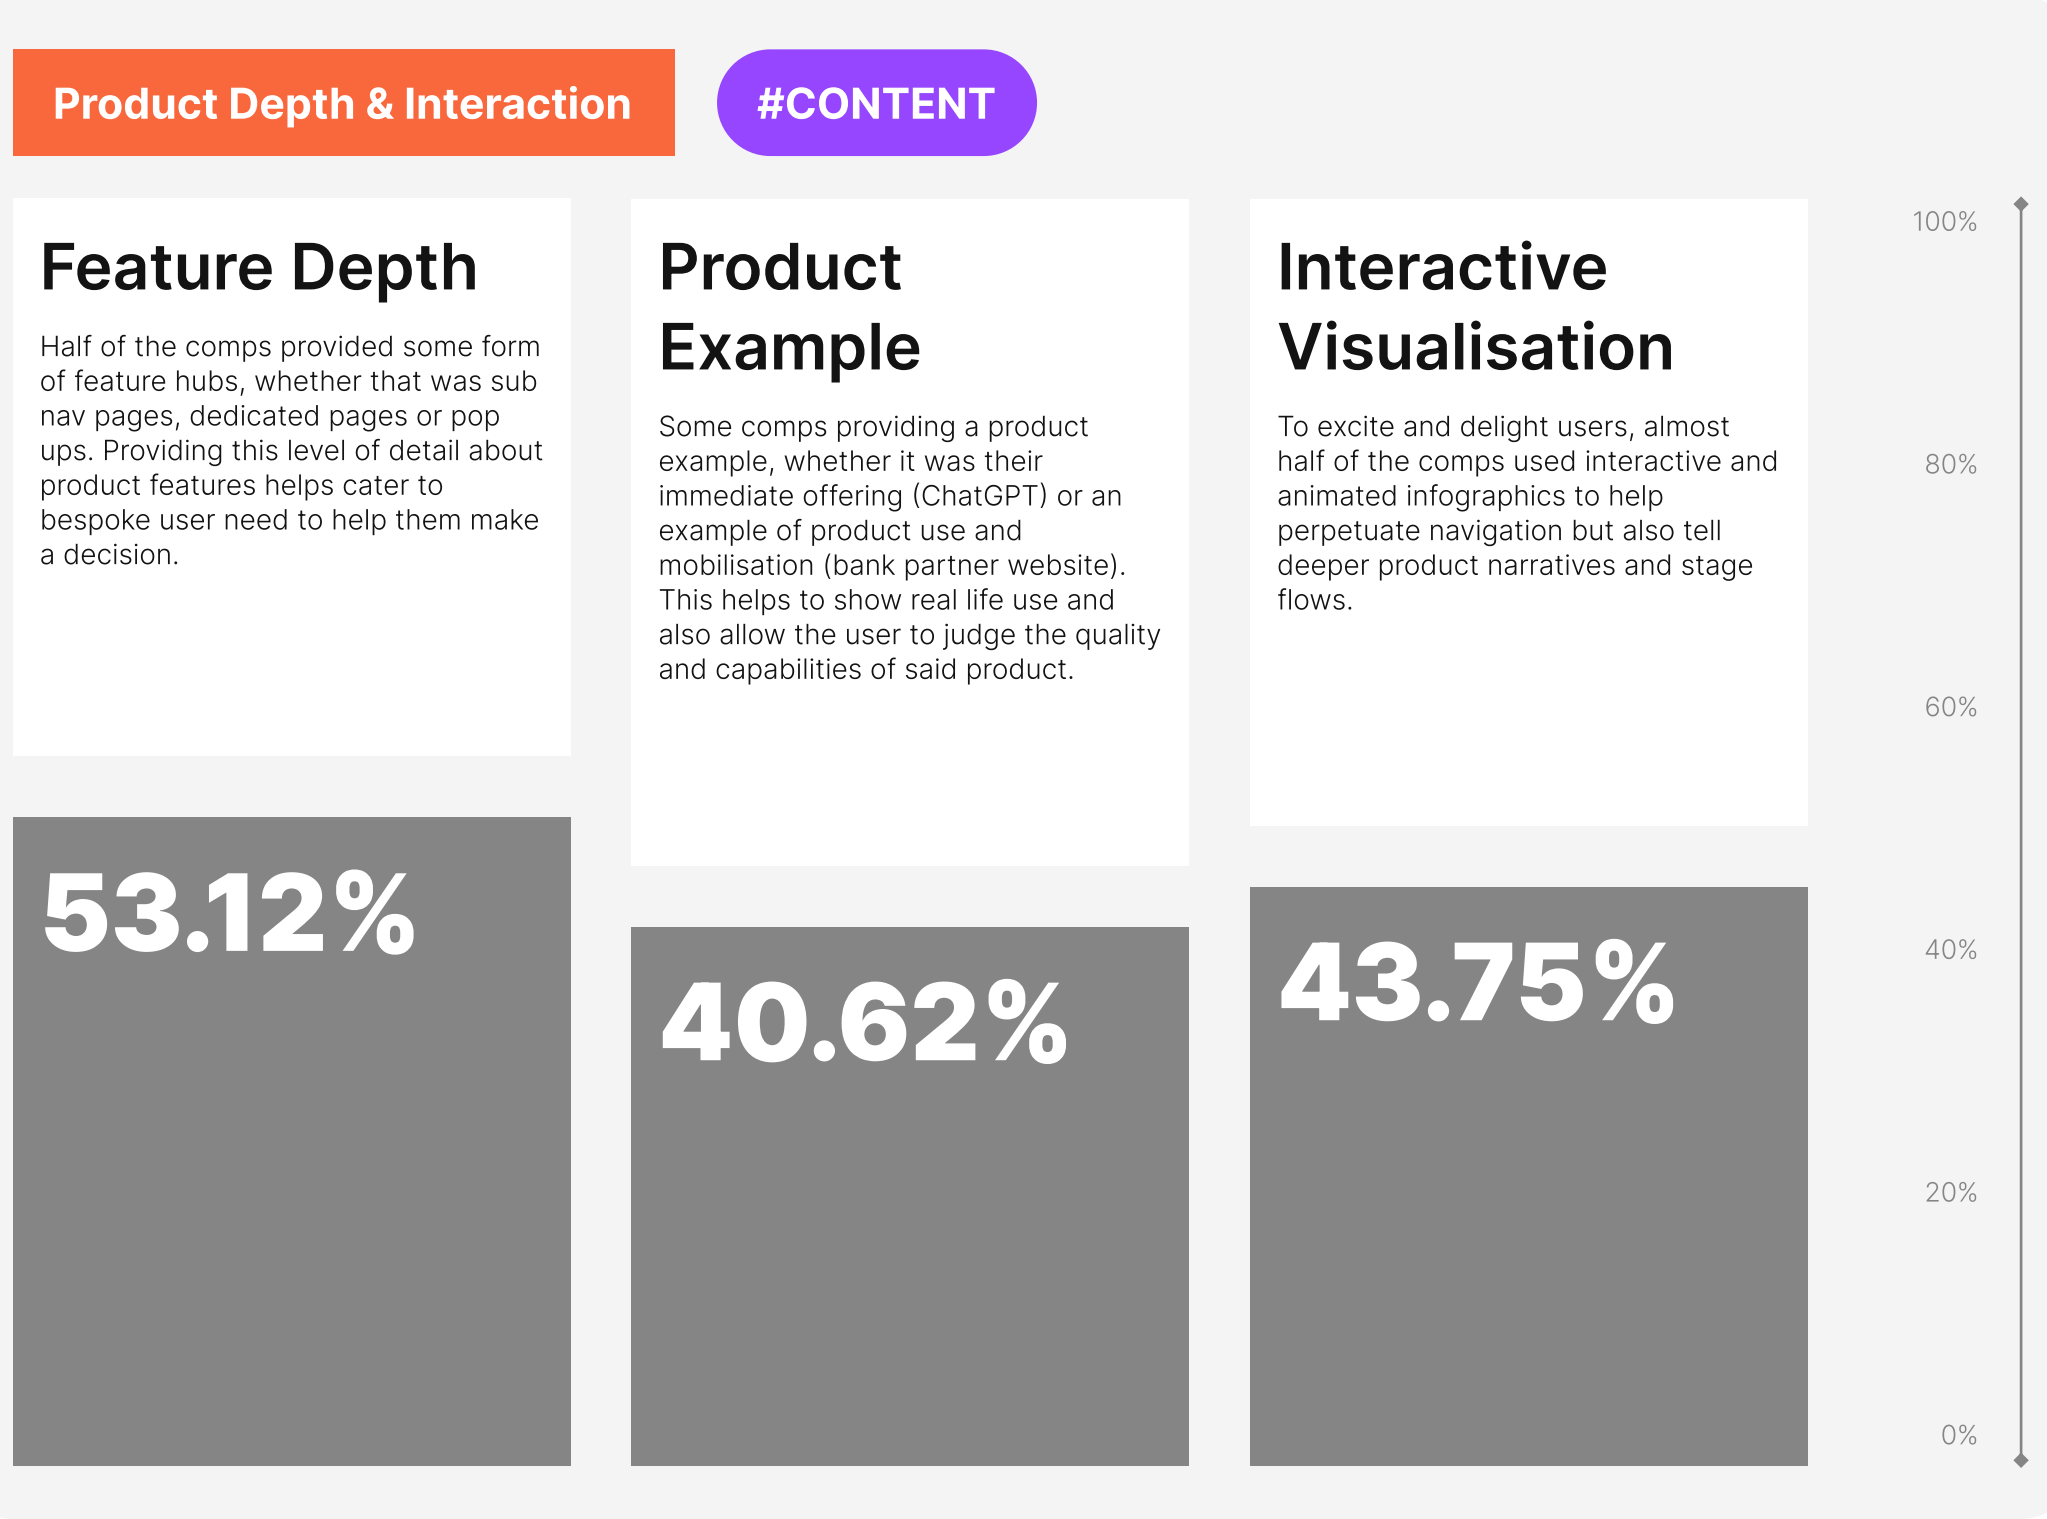 Product Depth & Interaction
#CONTENT
Feature Depth
Half of the comps provided some form
of feature hubs, whether that was sub
nav pages, dedicated pages or pop
ups. Providing this level of detail about
product features helps cater to
bespoke user need to help them make
a decision.
53.12%
Product
Example
Some comps providing a product
example, whether it was their
immediate offering (ChatGPT) or an
example of product use and
mobilisation (bank partner website).
This helps to show real life use and
also allow the user to judge the quality
and capabilities of said product.
40.62%
Interactive
Visualisation
To excite and delight users, almost
half of the comps used interactive and
animated infographics to help
perpetuate navigation but also tell
deeper product narratives and stage
flows.
43.75%
100%
80%
60%
40%
20%
0%